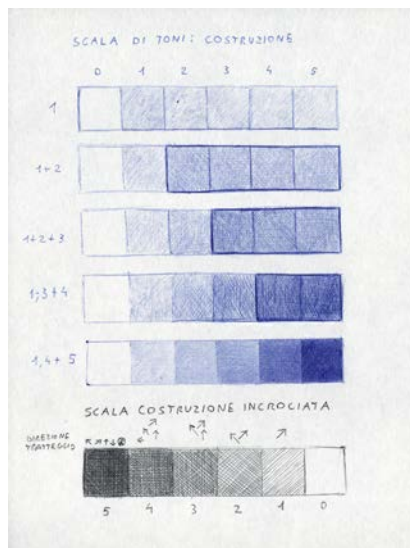 SCALA DI TONI: COSTRUZIONE
0 1 2 3 4 5
1
1+2
1+2+3
1;3+4
1,4+5
SCALA COSTRUZIONE INCROCIATA
DIREZIONE
TRATTEGGIO
5 4 3 2 1 0